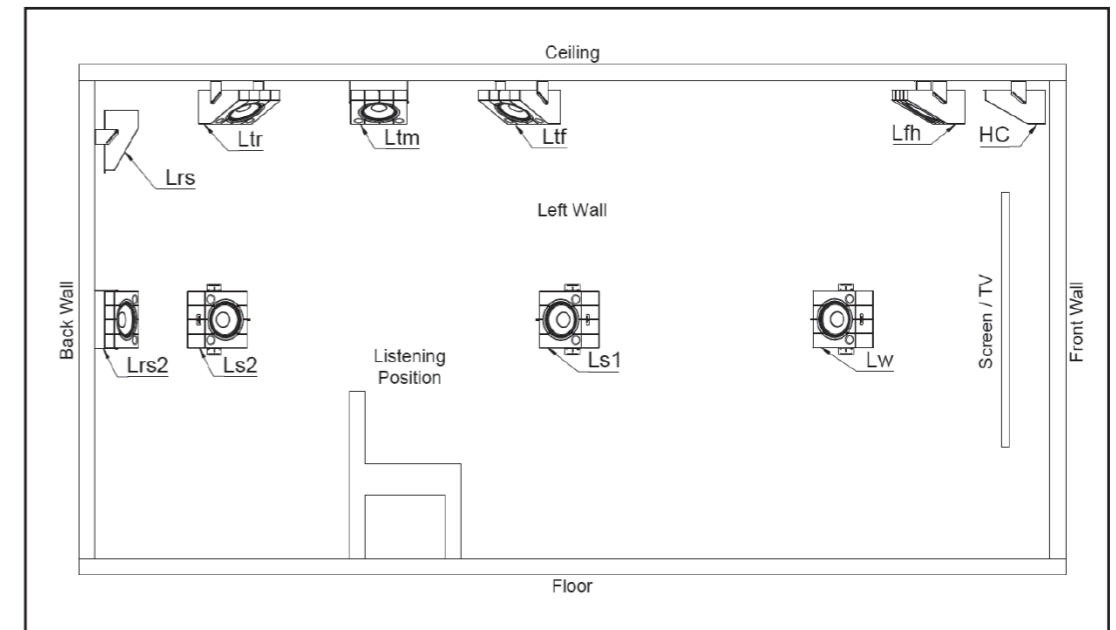 Ceiling
Ltr
Ltm
Ltf
Lfh
HC
Lrs
Left Wall
Back Wall
Screen / TV
Front Wall
Lrs2
Ls2
Listening
Position
Ls1
Lw
Floor